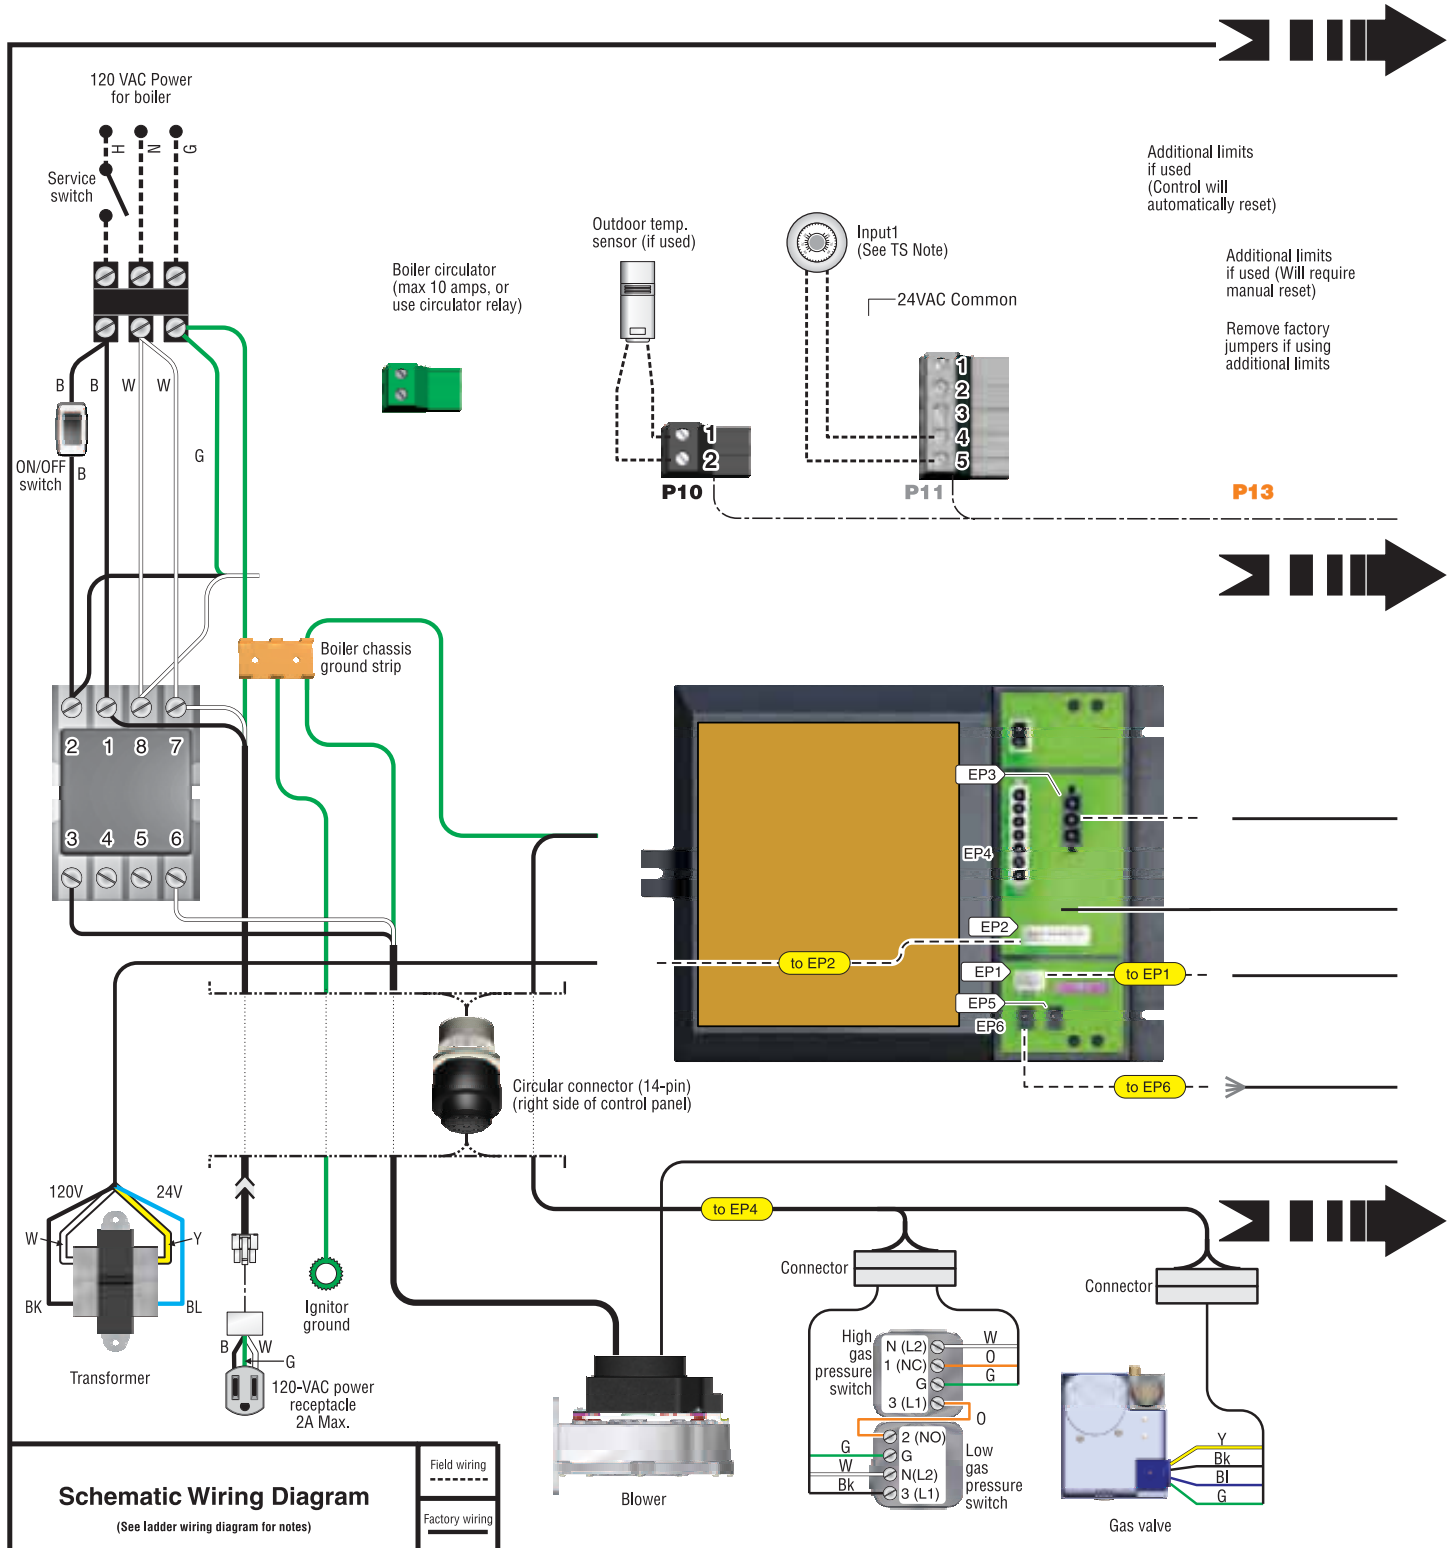 120 VAC Power
for boiler
H
N
G
Service
switch
B
B
W
W
ON/OFF
switch
B
G
Boiler circulator
(max 10 amps, or
use circulator relay)
Outdoor temp.
sensor (if used)
Input1
(See TS Note)
24VAC Common
Additional limits
if used
(Control will
automatically reset)
Additional limits
if used (Will require
manual reset)
Remove factory
jumpers if using
additional limits
1
2
P10
1
2
3
4
5
P11
P13
Boiler chassis
ground strip
2 1 8 7
3 4 5 6
EP3
EP4
EP2
to EP2
EP1
to EP1
EP5
EP6
to EP6
Circular connector (14-pin)
(right side of control panel)
120V
24V
W
Y
BK
BL
Transformer
B
W
G
120-VAC power
receptacle
2A Max.
Ignitor
ground
to EP4
Connector
Connector
High
gas
pressure
switch
N (L2)
1 (NC)
G
3 (L1)
W
O
G
O
2 (NO)
G
N(L2)
3 (L1)
G
W
Bk
Low
gas
pressure
switch
Blower
Y
Bk
Bl
G
Gas valve
Schematic Wiring Diagram
(See ladder wiring diagram for notes)
Field wiring
Factory wiring